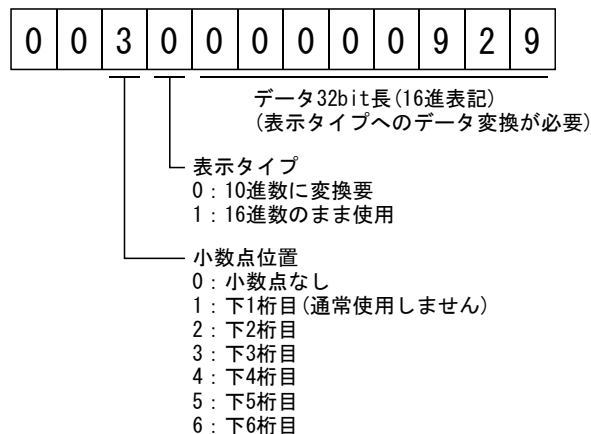 0 0 3 0 0 0 0 0 0 9 2 9
データ32bit長(16進表記)
(表示タイプへのデータ変換が必要)
表示タイプ
0：10進数に変換要
1：16進数のまま使用
小数点位置
0：小数点なし
1：下1桁目(通常使用しません)
2：下2桁目
3：下3桁目
4：下4桁目
5：下5桁目
6：下6桁目